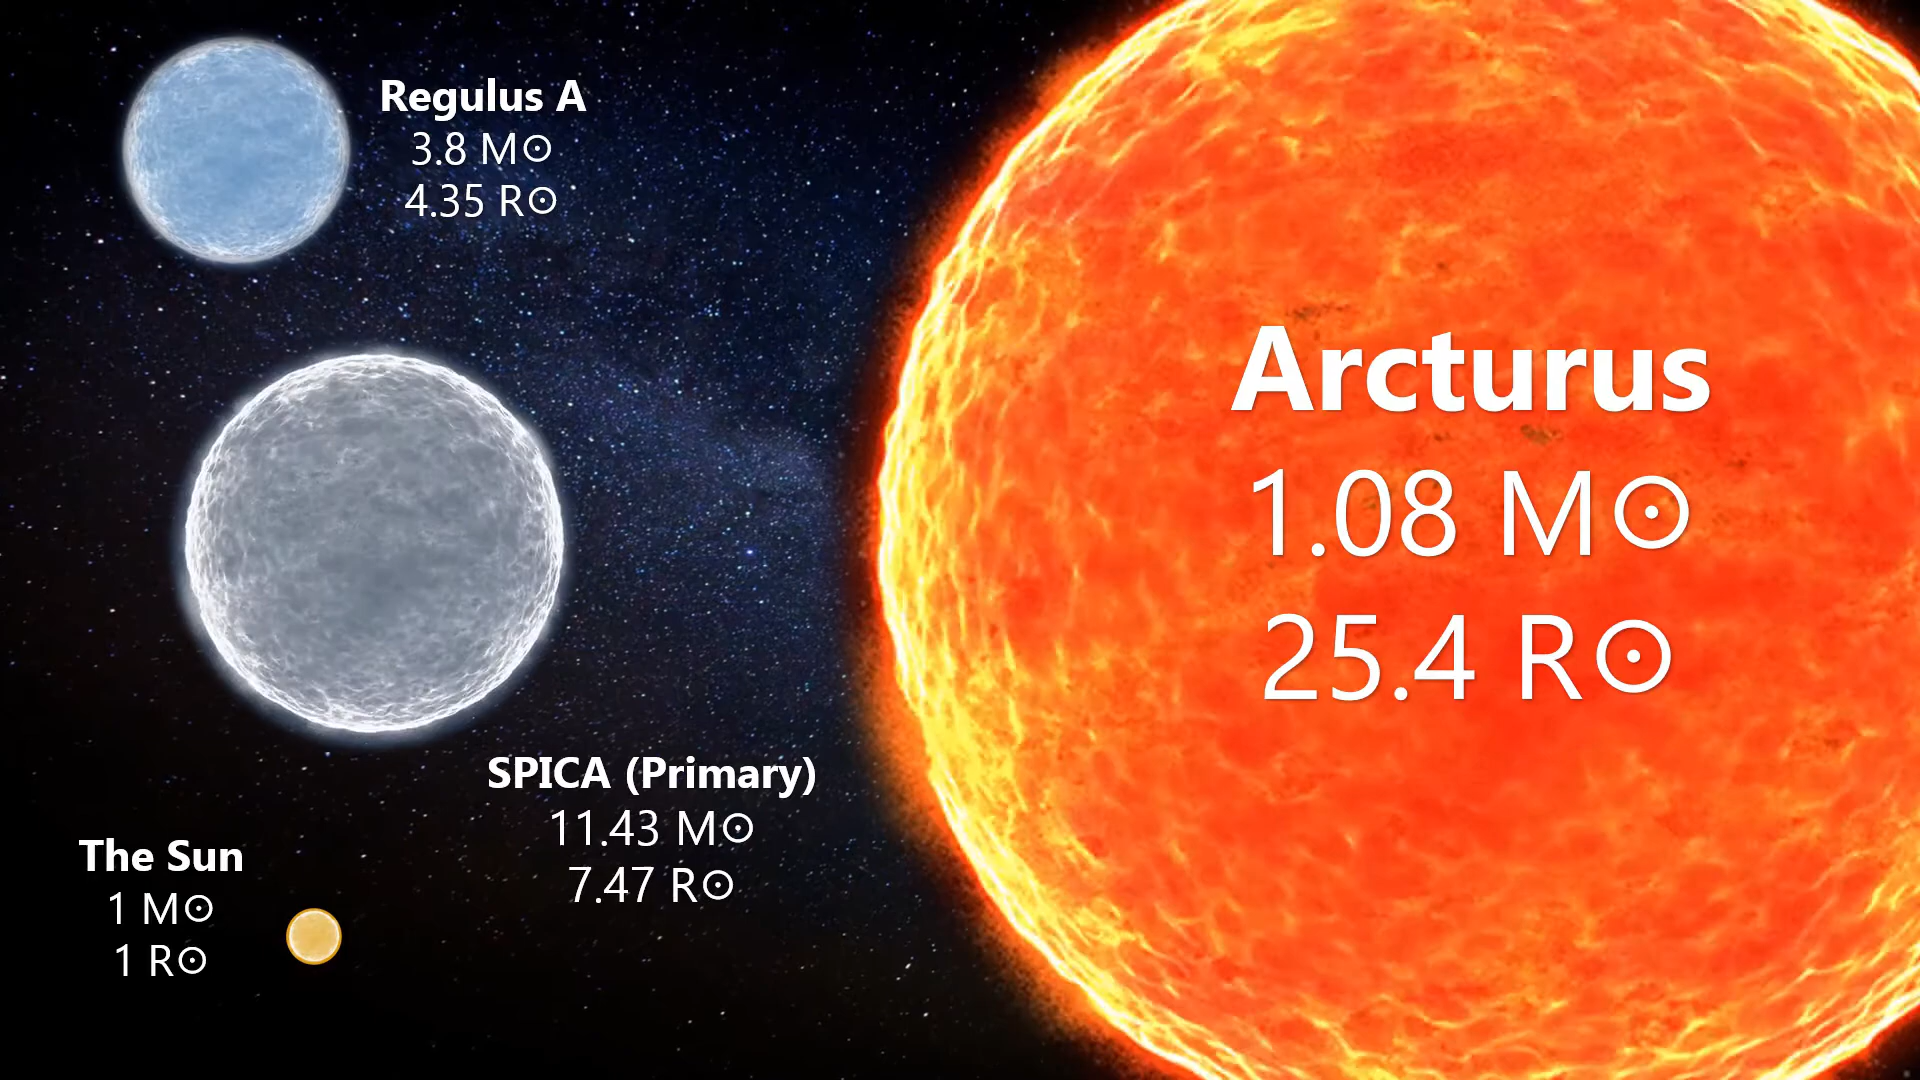 Regulus A
3.8 M⊙
4.35 R⊙
Arcturus
1.08 M⊙
25.4 R⊙
SPICA (Primary)
11.43 M⊙
7.47 R⊙
The Sun
1 M⊙
1 R⊙